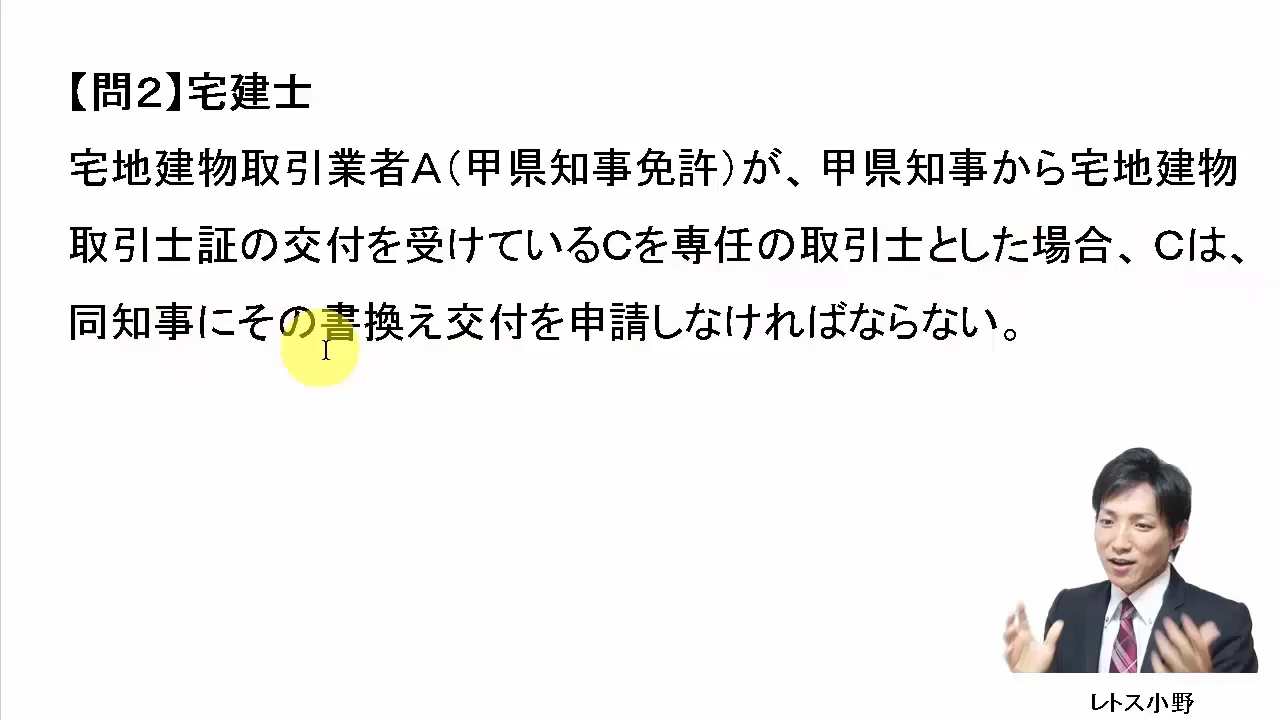 【問２】宅建士
宅地建物取引業者Ａ（甲県知事免許）が、甲県知事から宅地建物
取引士証の交付を受けているＣを専任の取引士とした場合、Ｃは、
同知事にその書換え交付を申請しなければならない。
レトス小野